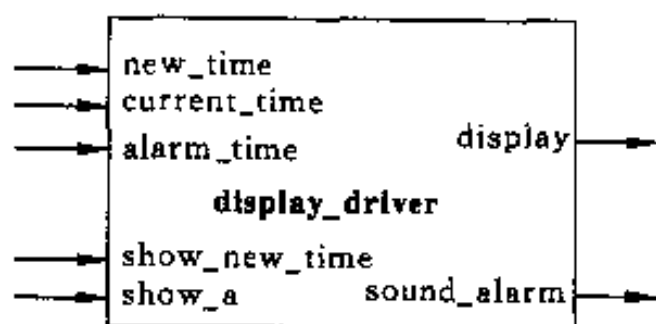 new_time
current_time
alarm_time
display
display_driver
show_new_time
show_a
sound_alarm